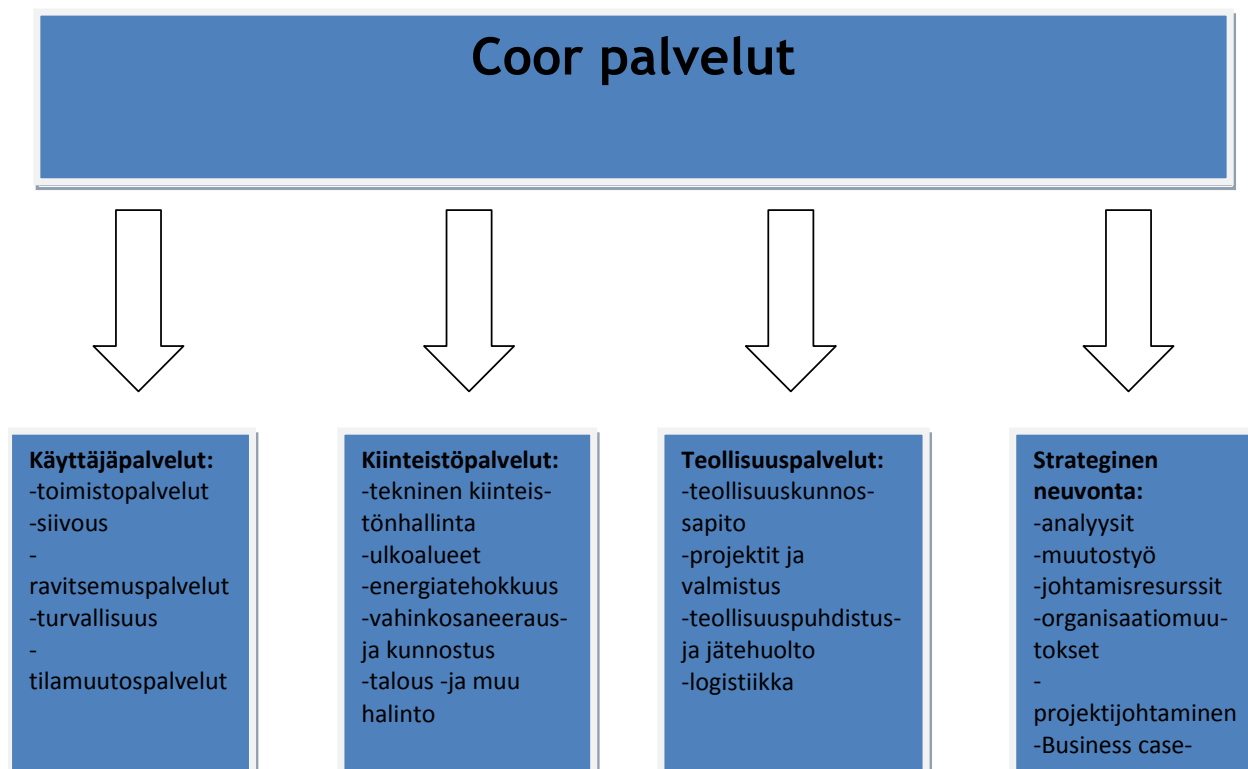 Coor palvelut
Käyttäjäpalvelut:
-toimistopalvelut
-siivous
-
ravitsemuspalvelut
-turvallisuus
-
tilamuutospalvelut
Kiinteistöpalvelut:
-tekninen kiinteis-
tönhallinta
-ulkoalueet
-energiatehokkuus
-vahinkosaneeraus-
ja kunnostus
-talous -ja muu
halinto
Teollisuuspalvelut:
-teollisuuskunnos-
sapito
-projektit ja
valmistus
-teollisuuspuhdistus-
ja jätehuolto
-logistiikka
Strateginen
neuvonta:
-analyysit
-muutostyö
-johtamisresurssit
-organisaatiomuu-
tokset
-
projektijohtaminen
-Business case-